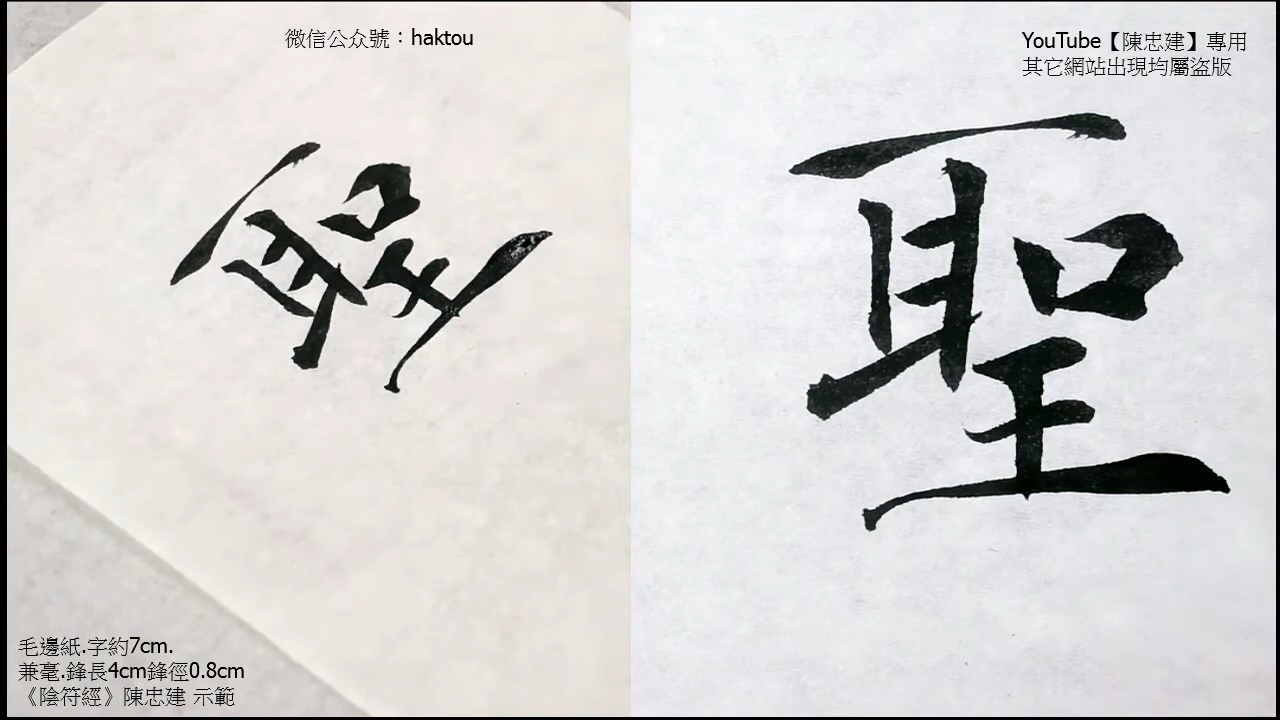 微信公众號：haktou
YouTube【陳忠建】專用
其它網站出現均屬盜版
聖
聖
毛邊紙.字約7cm.
兼毫.鋒長4cm鋒徑0.8cm
《陰符經》陳忠建 示範